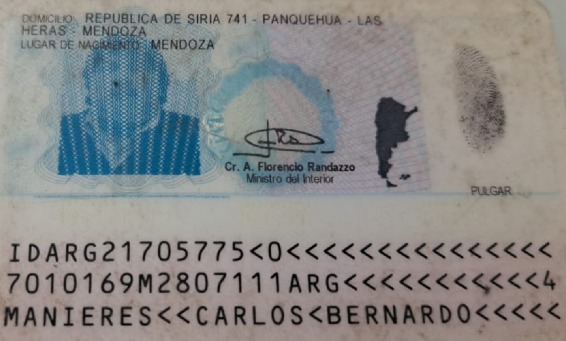 DOMICILIO: REPUBLICA DE SIRIA 741 - PANQUEHUA - LAS
HERAS - MENDOZA
LUGAR DE NACIMIENTO: MENDOZA
Cr. A. Florencio Randazzo
Ministro del Interior
PULGAR
IDARG21705775<0<<<<<<<<<<<<<<<
7010169M2807111ARG<<<<<<<<<<<4
MANIERES<<CARLOS<BERNARDO<<<<<